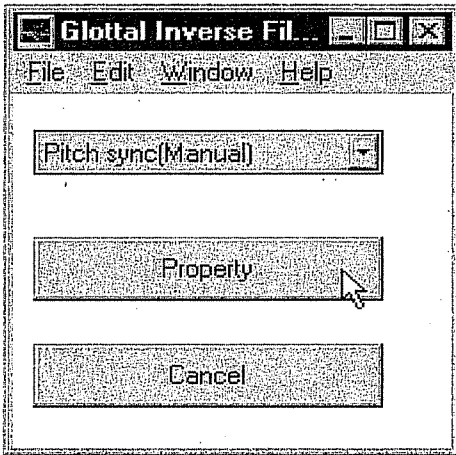 Glottal Inverse Fil...
File Edit Window Help
Pitch sync(Manual)
Property
Cancel